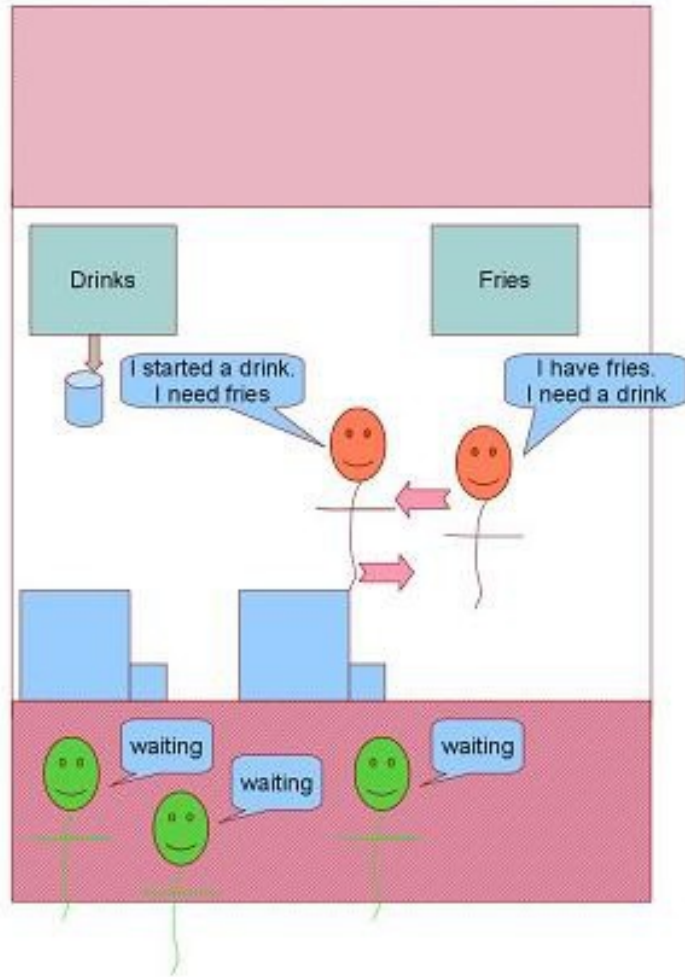 Drinks
Fries
I started a drink.
I need fries
I have fries.
I need a drink
waiting
waiting
waiting